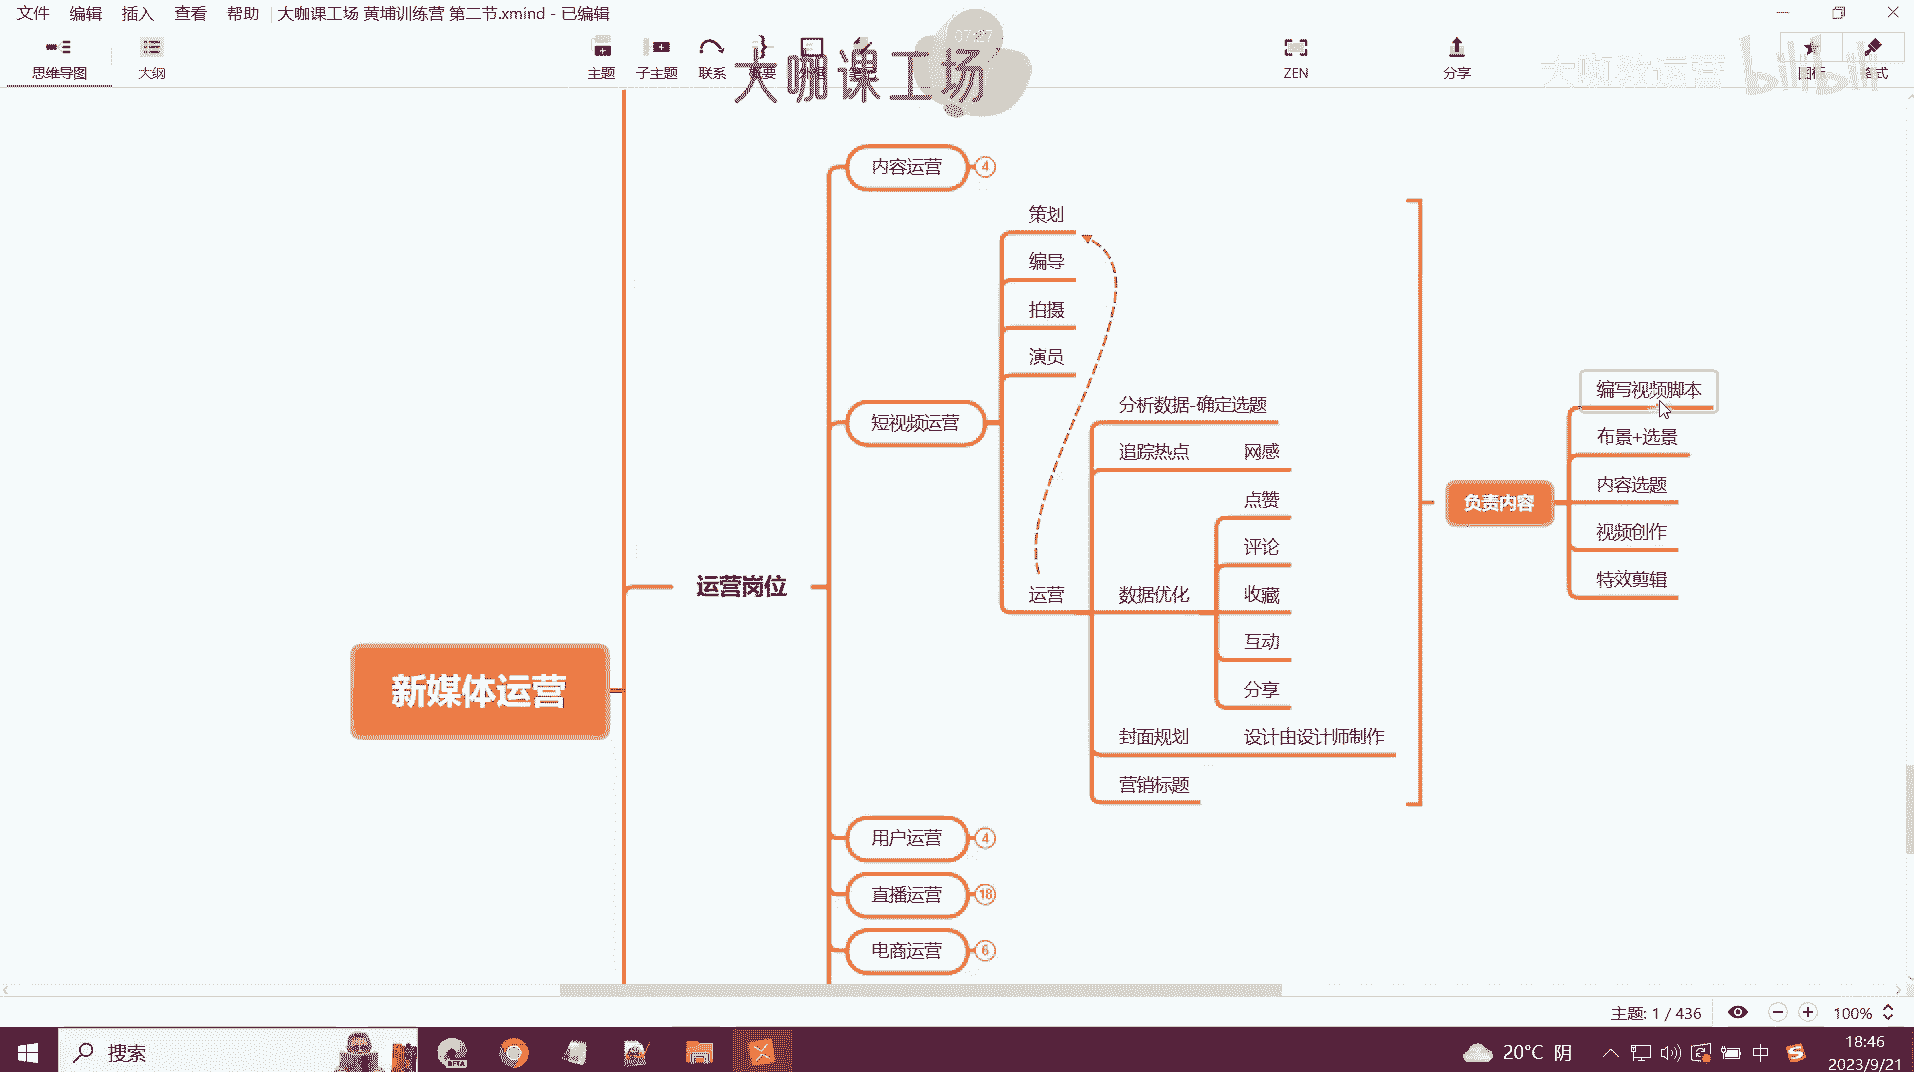 文件 编辑 插入 查看 帮助 大咖课工场 黄埔训练营 第二节.xmind - 已编辑
思维导图 大纲 主题 子主题 联系 概要 ZEN 分享 图标 格式
07:27
大咖课工场
bilibili
内容运营 4
策划
编导
拍摄
演员
短视频运营
分析数据-确定选题
追踪热点 网感
点赞
评论
运营 数据优化 收藏
互动
分享
封面规划 设计由设计师制作
营销标题
负责内容
编写视频脚本
布景+选景
内容选题
视频创作
特效剪辑
运营岗位
新媒体运营
用户运营 4
直播运营 18
电商运营 6
主题: 1 / 436 100%
搜索 20°C 阴 中 18:46
2023/9/21